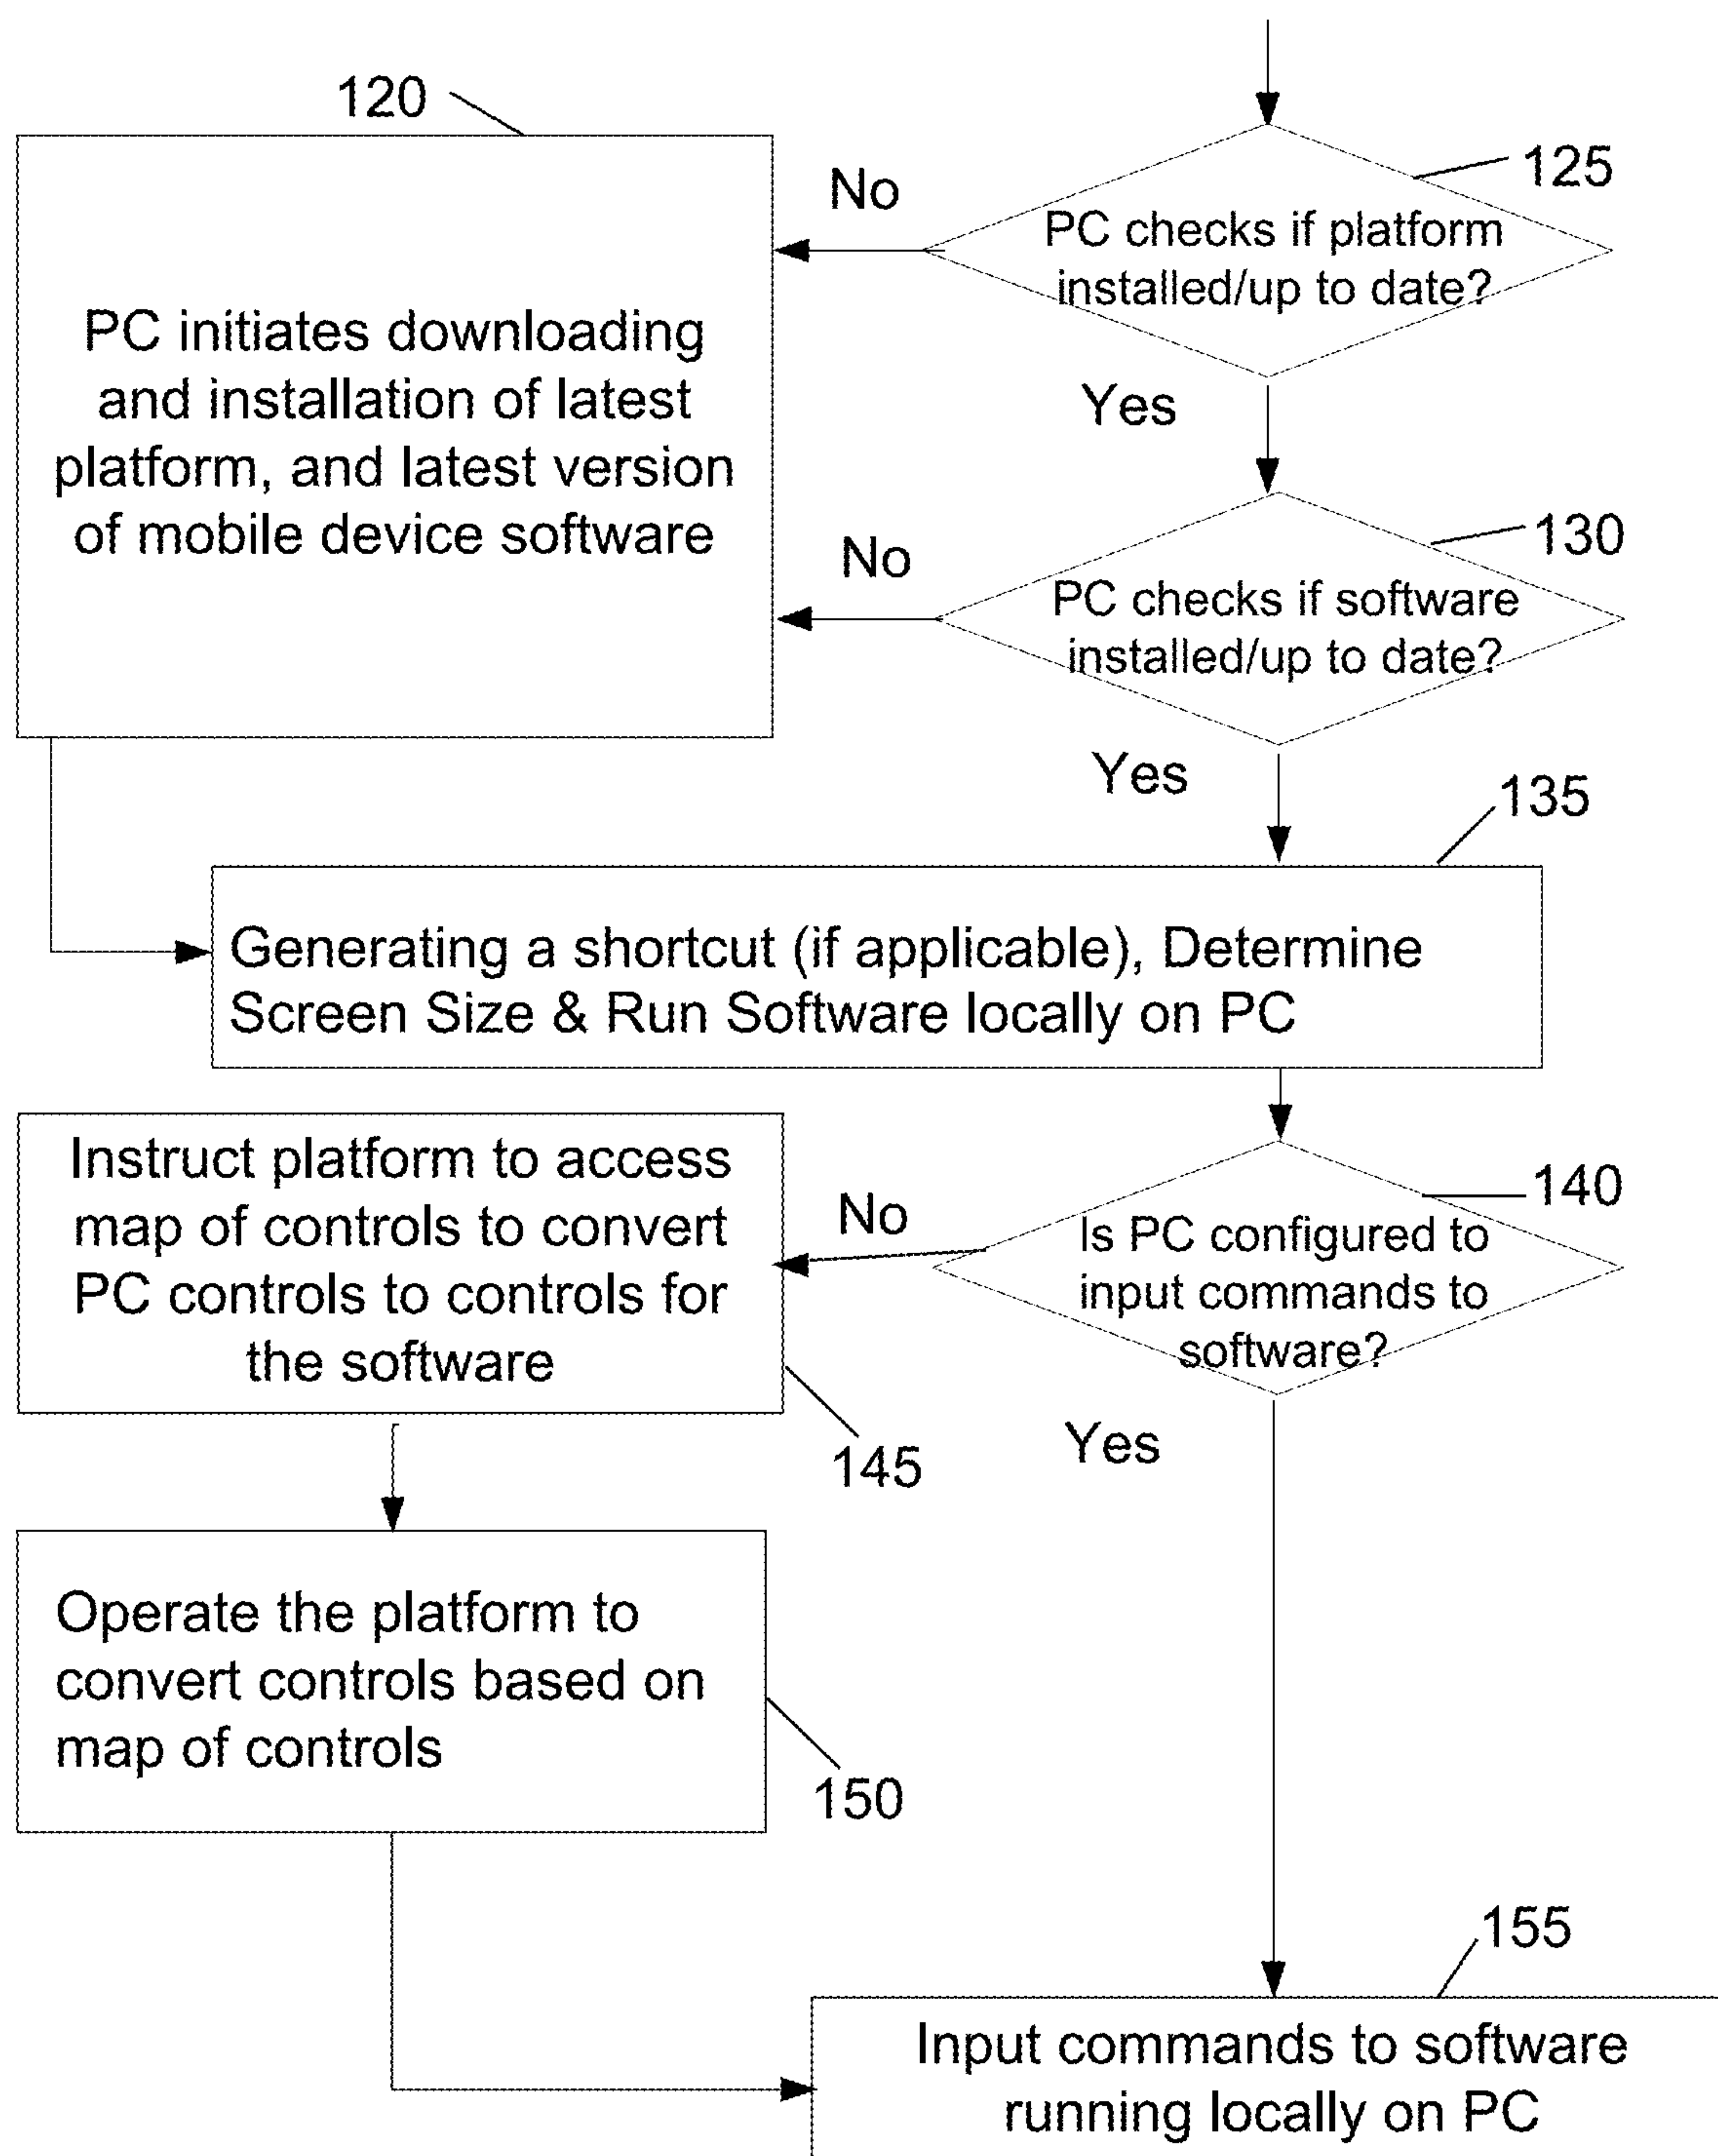 120
125
No
PC checks if platform
installed/up to date?
PC initiates downloading
and installation of latest
platform, and latest version
of mobile device software
Yes
130
No
PC checks if software
installed/up to date?
Yes
135
Generating a shortcut (if applicable), Determine
Screen Size & Run Software locally on PC
Instruct platform to access
map of controls to convert
PC controls to controls for
the software
140
No
Is PC configured to
input commands to
software?
145
Yes
Operate the platform to
convert controls based on
map of controls
150
155
Input commands to software
running locally on PC